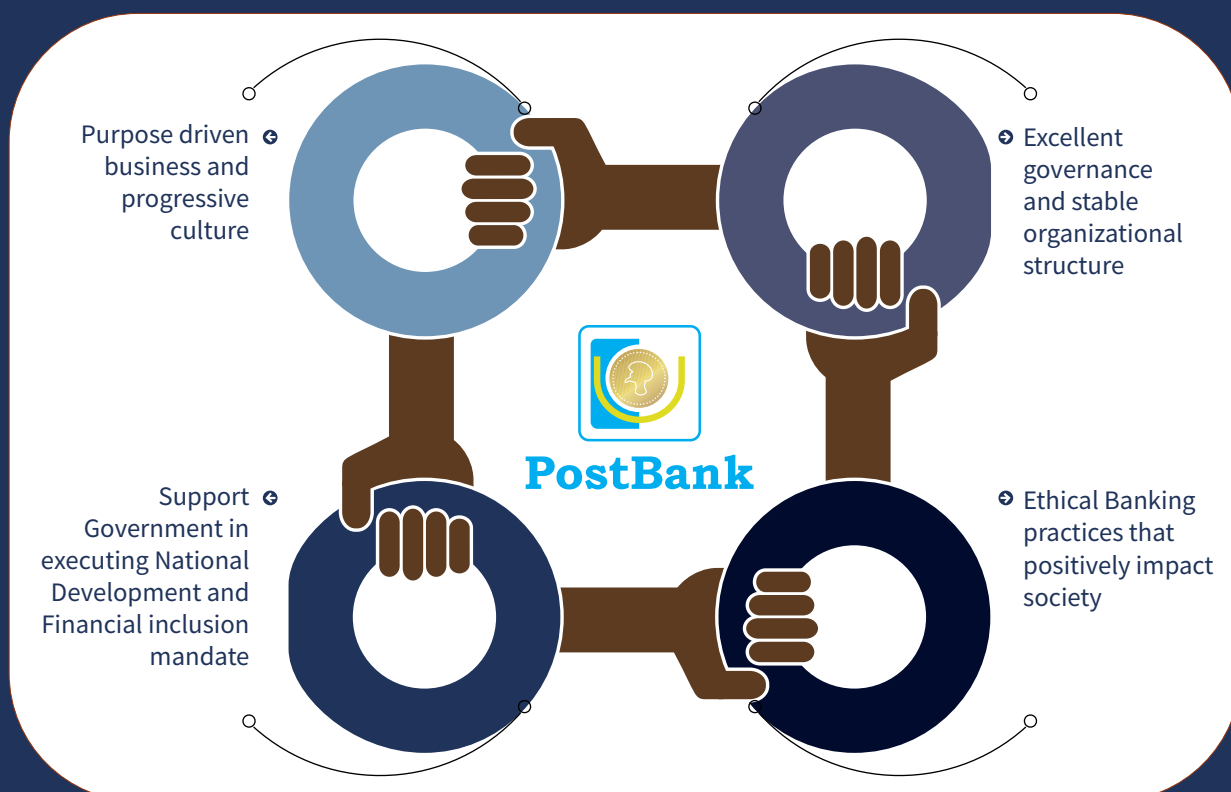 Purpose driven
business and
progressive
culture
Excellent
governance
and stable
organizational
structure
PostBank
Support
Government in
executing National
Development and
Financial inclusion
mandate
Ethical Banking
practices that
positively impact
society